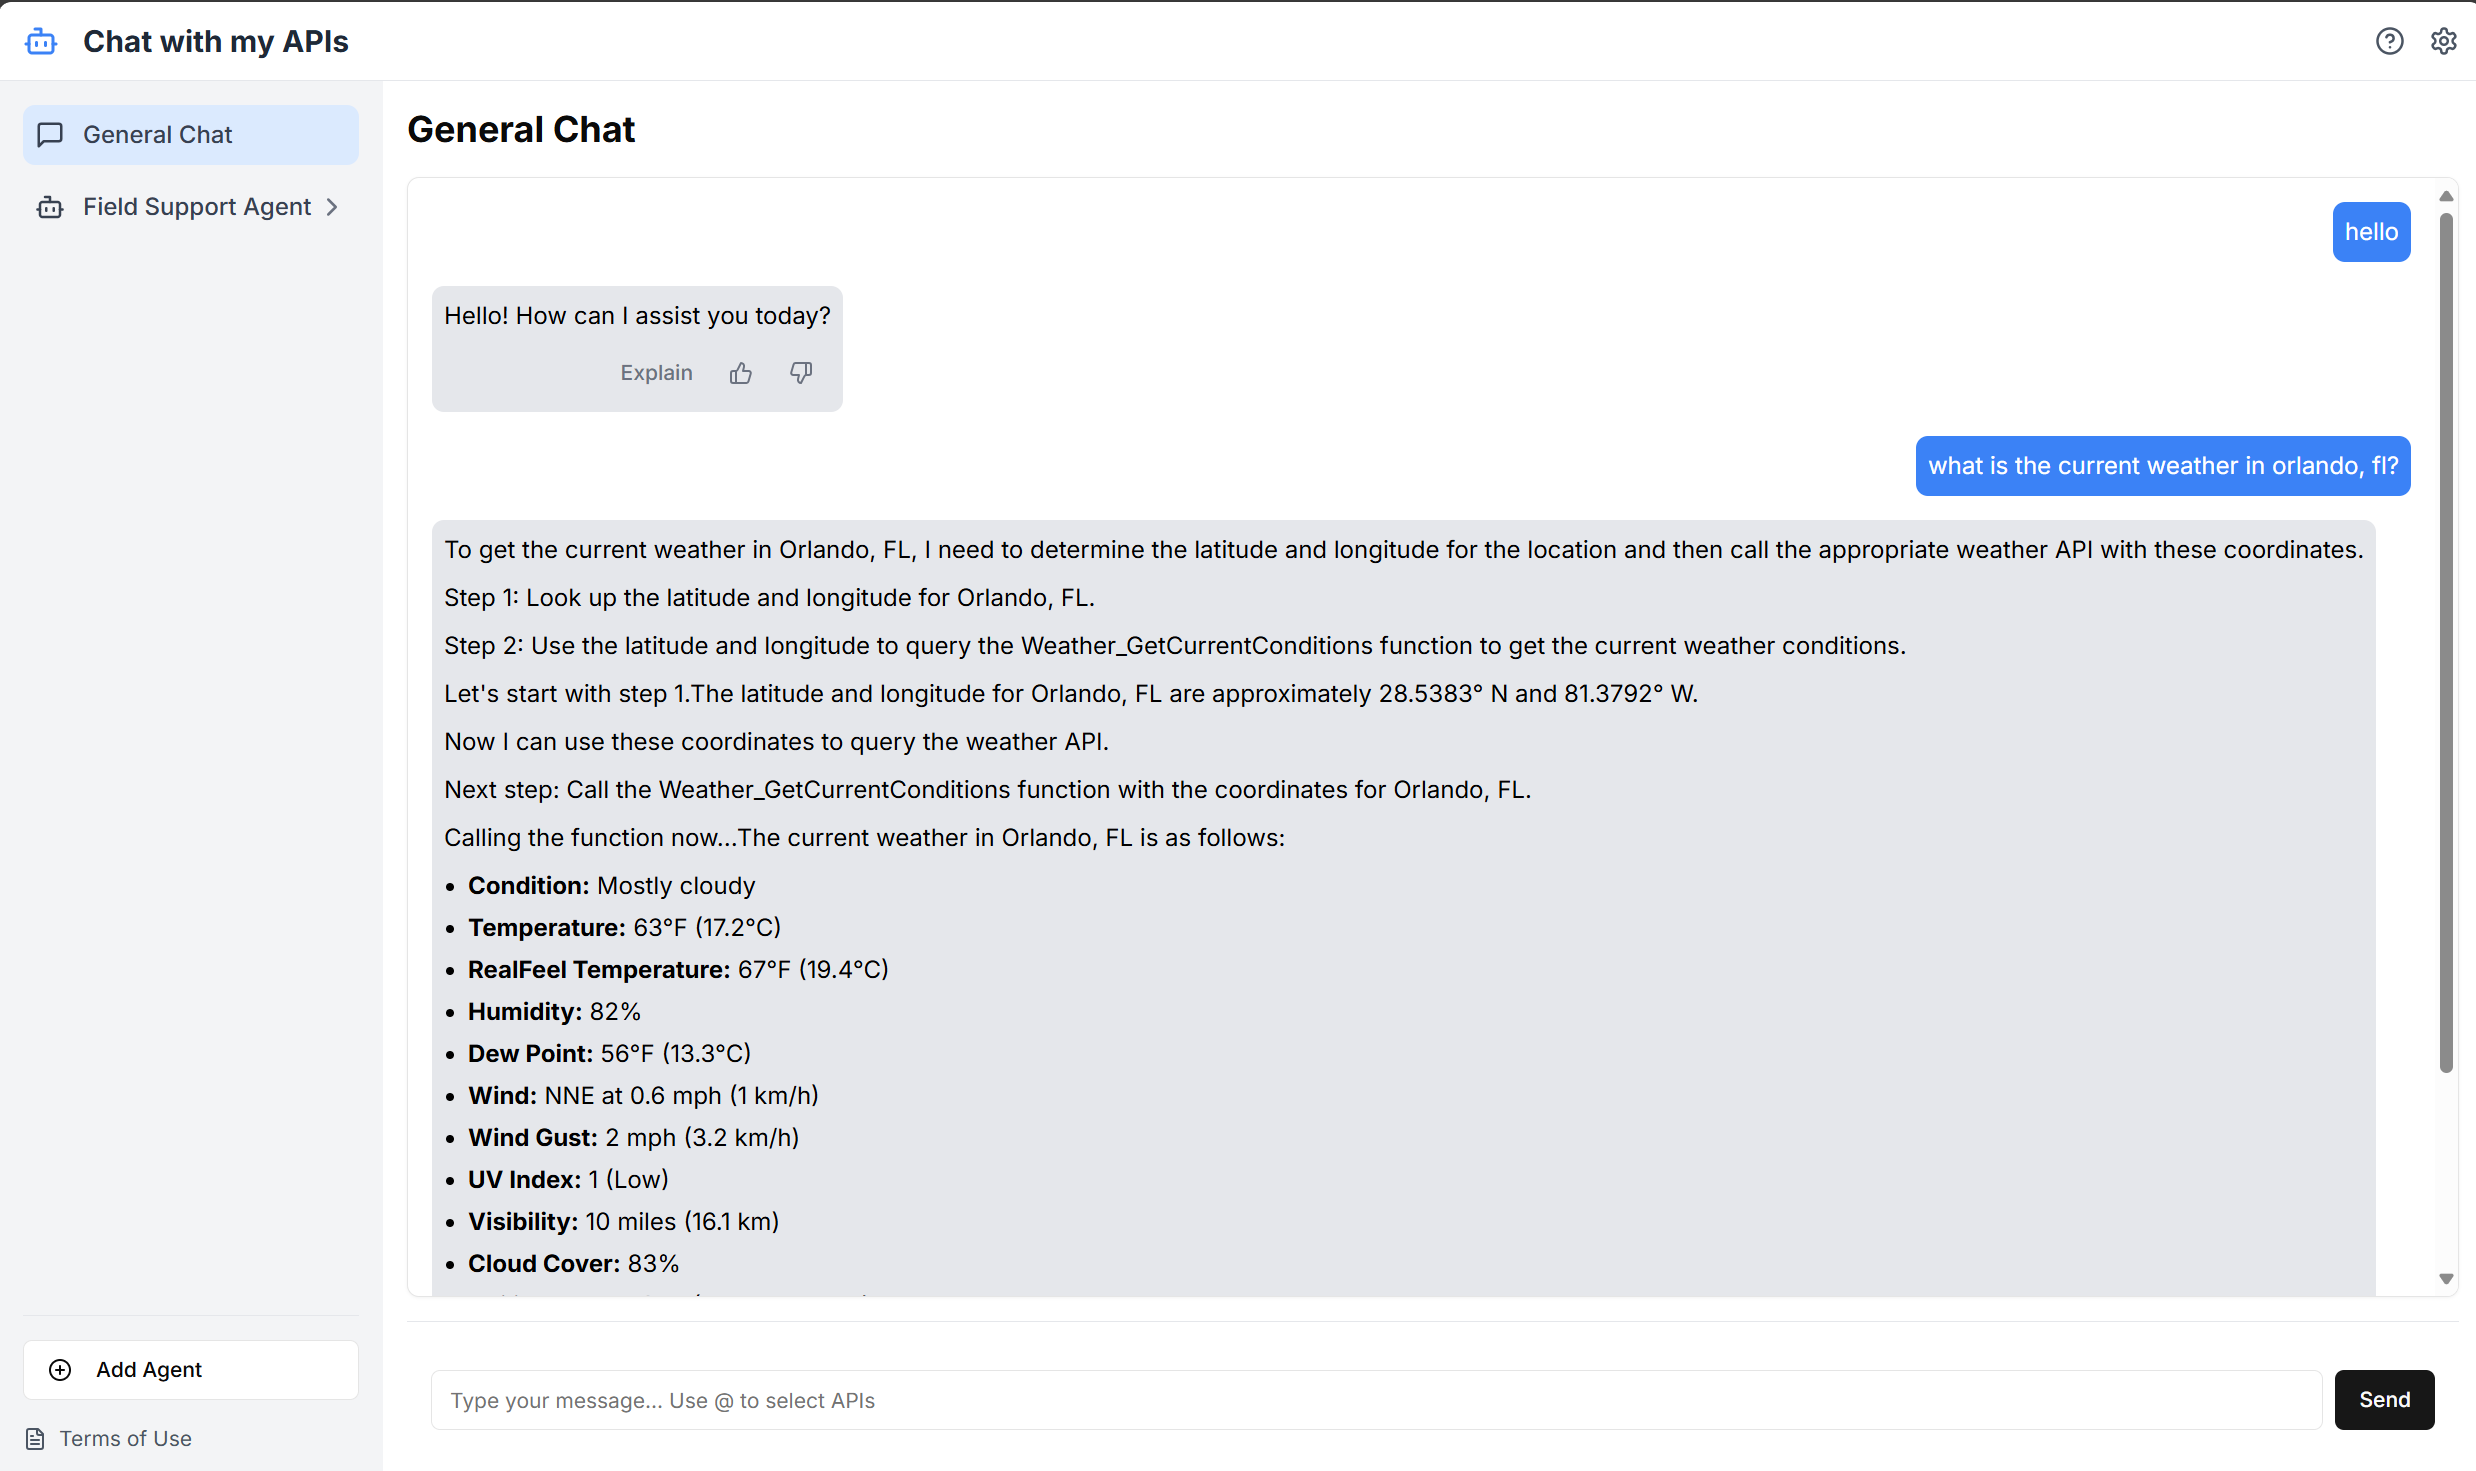 Chat with my APIs
General Chat
Field Support Agent
General Chat
hello
Hello! How can I assist you today?
Explain
what is the current weather in orlando, fl?
To get the current weather in Orlando, FL, I need to determine the latitude and longitude for the location and then call the appropriate weather API with these coordinates.
Step 1: Look up the latitude and longitude for Orlando, FL.
Step 2: Use the latitude and longitude to query the Weather_GetCurrentConditions function to get the current weather conditions.
Let's start with step 1.The latitude and longitude for Orlando, FL are approximately 28.5383° N and 81.3792° W.
Now I can use these coordinates to query the weather API.
Next step: Call the Weather_GetCurrentConditions function with the coordinates for Orlando, FL.
Calling the function now...The current weather in Orlando, FL is as follows:
• Condition: Mostly cloudy
• Temperature: 63°F (17.2°C)
• RealFeel Temperature: 67°F (19.4°C)
• Humidity: 82%
• Dew Point: 56°F (13.3°C)
• Wind: NNE at 0.6 mph (1 km/h)
• Wind Gust: 2 mph (3.2 km/h)
• UV Index: 1 (Low)
• Visibility: 10 miles (16.1 km)
• Cloud Cover: 83%
Add Agent
Terms of Use
Type your message... Use @ to select APIs
Send